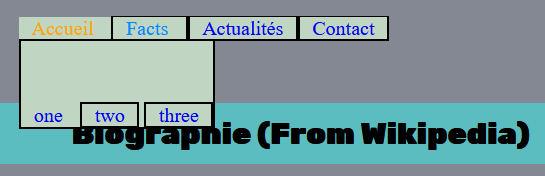 Accueil Facts Actualités Contact
one two three
Biographie (From Wikipedia)